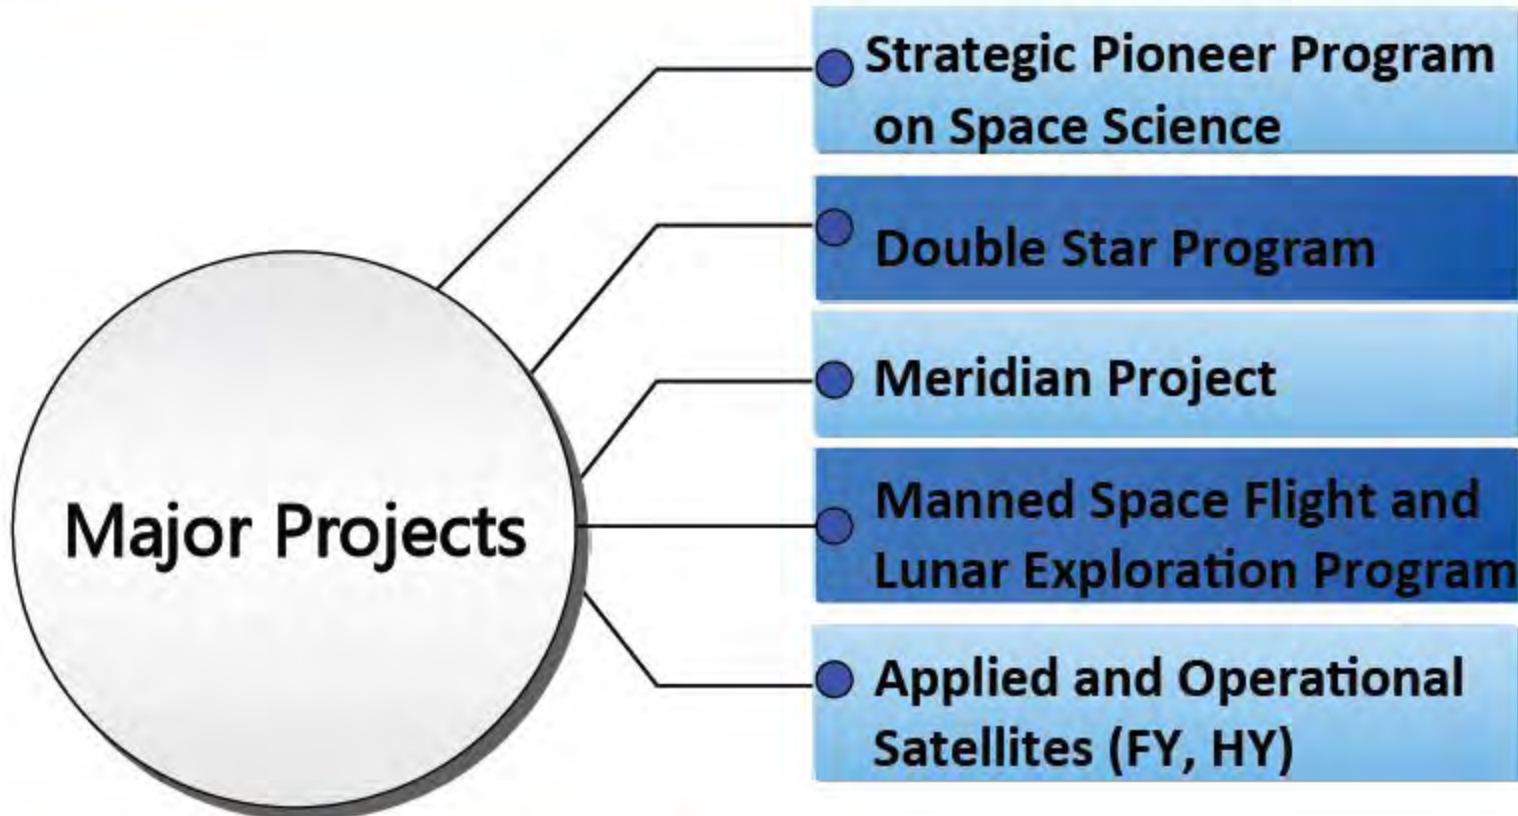 Strategic Pioneer Program
on Space Science
Double Star Program
Meridian Project
Major Projects
Manned Space Flight and
Lunar Exploration Program
Applied and Operational
Satellites (FY, HY)